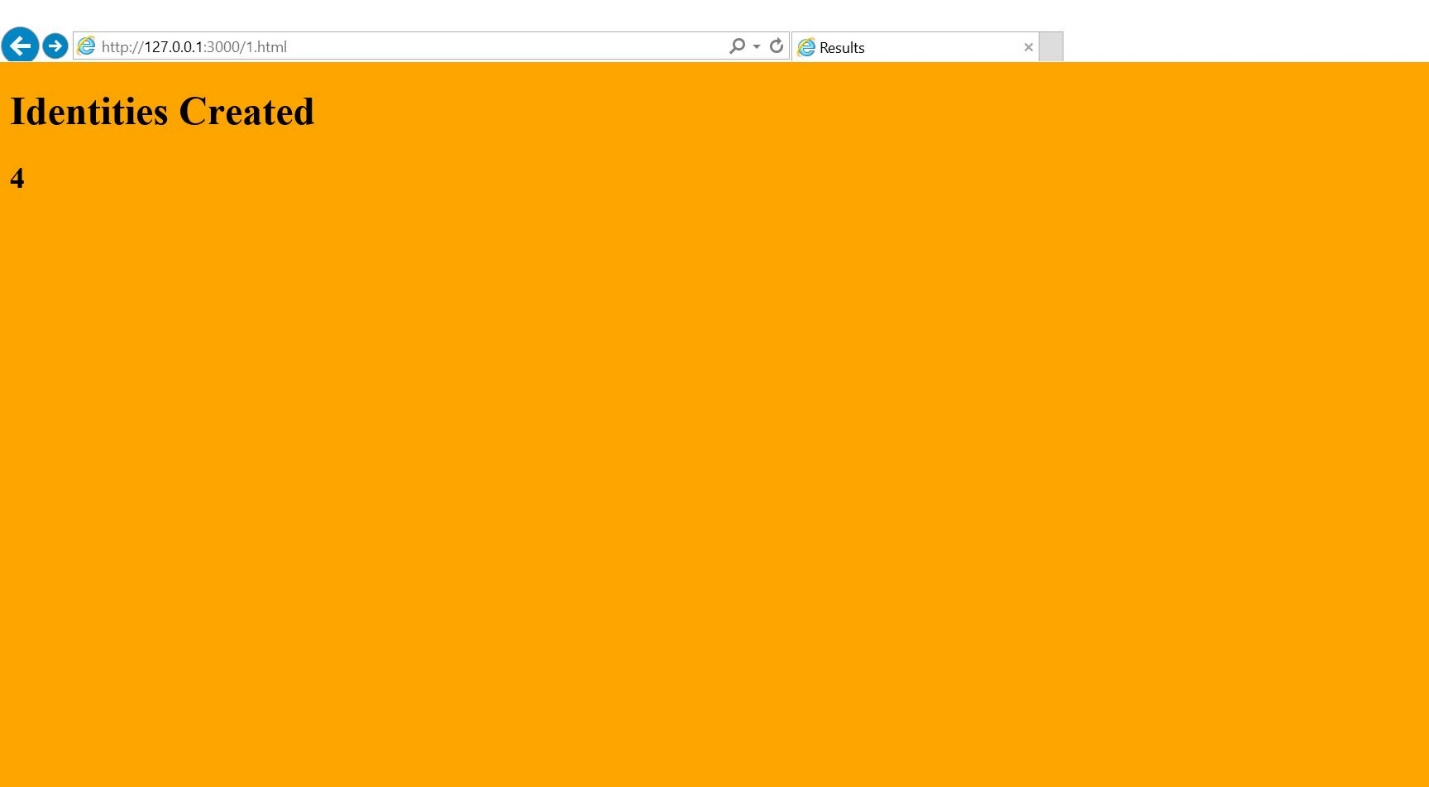 http://127.0.0.1:3000/1.html
Results
Identities Created
4